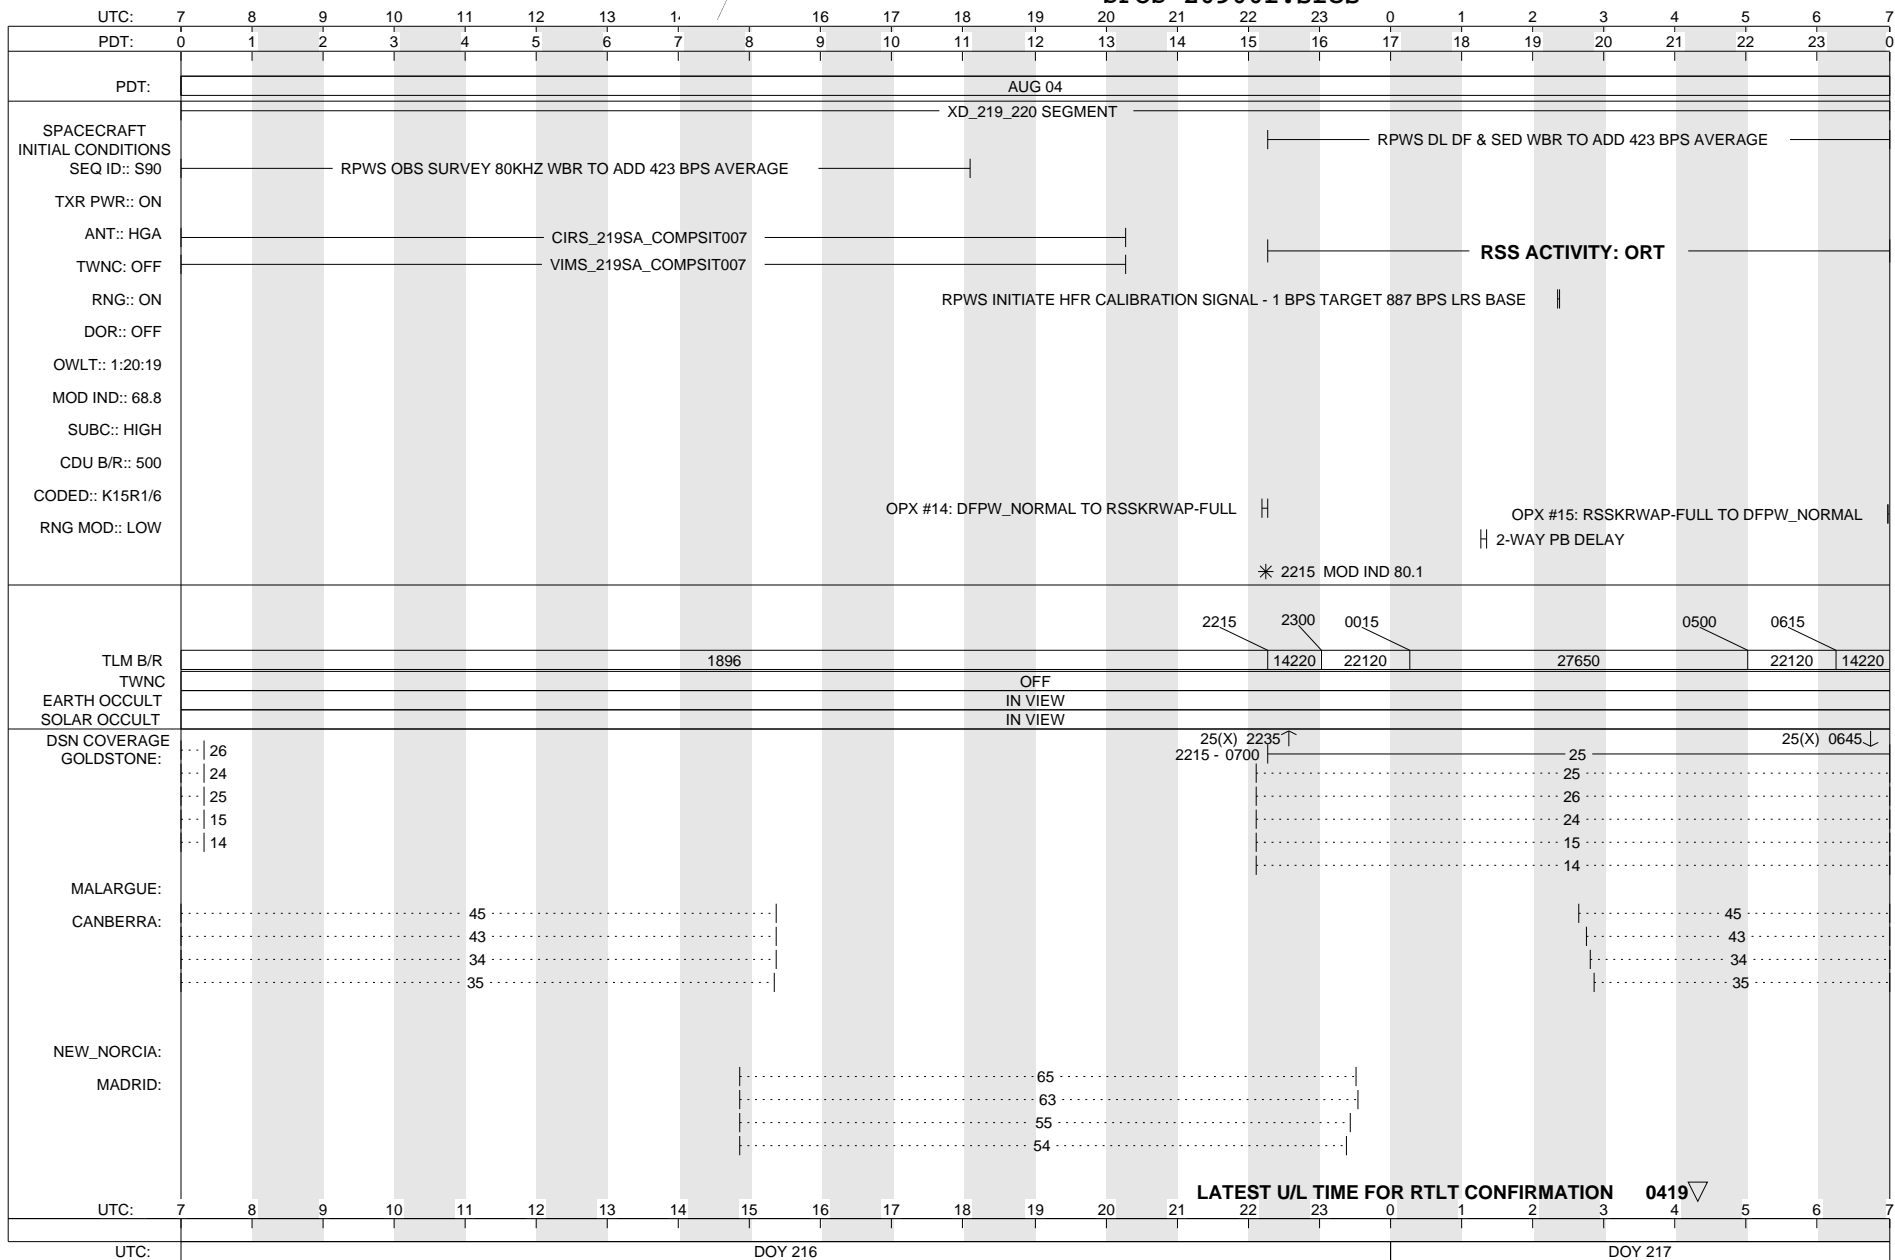 UTC: 7 8 9 10 11 12 13 16 17 18 19 20 21 22 23 0 1 2 3 4 5 6 7
PDT: 0 1 2 3 4 5 6 7 8 9 10 11 12 13 14 15 16 17 18 19 20 21 22 23 0
PDT: AUG 04
XD_219_220 SEGMENT
SPACECRAFT
INITIAL CONDITIONS
RPWS DL DF & SED WBR TO ADD 423 BPS AVERAGE
SEQ ID:: S90
RPWS OBS SURVEY 80KHZ WBR TO ADD 423 BPS AVERAGE
TXR PWR:: ON
ANT:: HGA
CIRS_219SA_COMPSIT007
RSS ACTIVITY: ORT
TWNC: OFF
VIMS_219SA_COMPSIT007
RNG:: ON
RPWS INITIATE HFR CALIBRATION SIGNAL - 1 BPS TARGET 887 BPS LRS BASE
DOR:: OFF
OWLT:: 1:20:19
MOD IND:: 68.8
SUBC:: HIGH
CDU B/R:: 500
CODED:: K15R1/6
OPX #14: DFPW_NORMAL TO RSSKRWAP-FULL
OPX #15: RSSKRWAP-FULL TO DFPW_NORMAL
RNG MOD:: LOW
2-WAY PB DELAY
2215 MOD IND 80.1
2215 2300 0015 0500 0615
TLM B/R 1896 14220 22120 27650 22120 14220
TWNC OFF
EARTH OCCULT IN VIEW
SOLAR OCCULT IN VIEW
DSN COVERAGE
25(X) 2235 25(X) 0645
GOLDSTONE:
26 2215 - 0700 25
24 25
25 26
15 24
14 15
14
MALARGUE:
CANBERRA:
45 45
43 43
34 34
35 35
NEW_NORCIA:
MADRID:
65
63
55
54
LATEST U/L TIME FOR RTLT CONFIRMATION 0419
UTC: 7 8 9 10 11 12 13 14 15 16 17 18 19 20 21 22 23 0 1 2 3 4 5 6 7
UTC: DOY 216 DOY 217